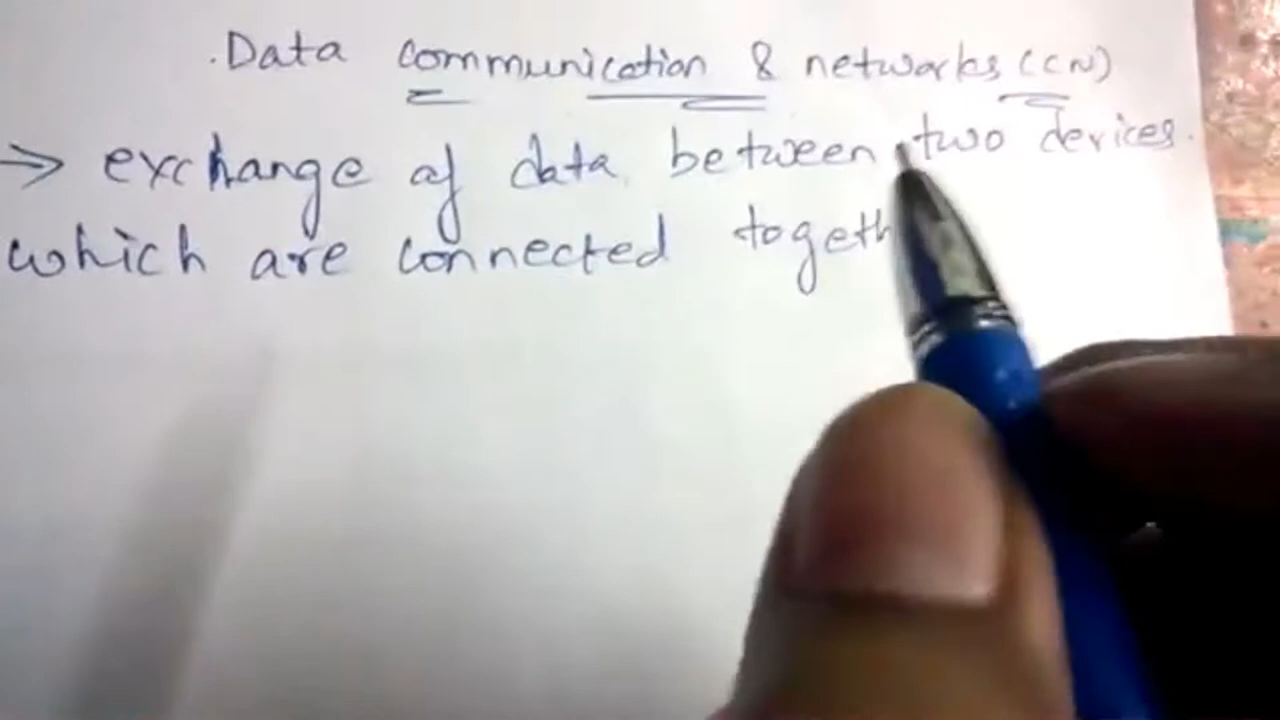 .Data communication & networks (CN)
→ exchange of data between two devices.
which are connected togeth